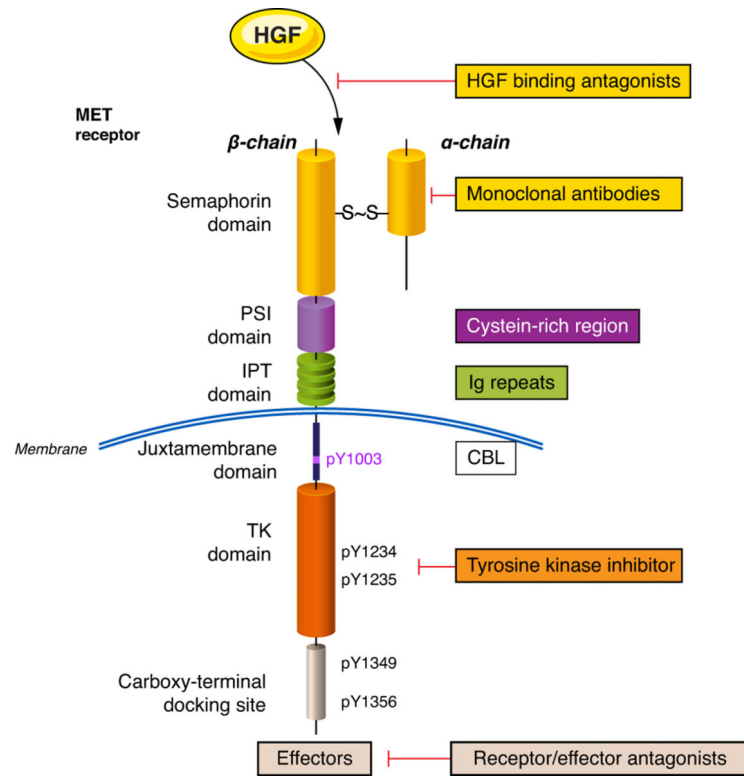 HGF
HGF binding antagonists
MET
receptor
β-chain
α-chain
Semaphorin
domain
-S~S-
Monoclonal antibodies
PSI
domain
Cystein-rich region
IPT
domain
Ig repeats
Membrane
Juxtamembrane
domain
pY1003
CBL
TK
domain
pY1234
pY1235
Tyrosine kinase inhibitor
Carboxy-terminal
docking site
pY1349
pY1356
Effectors
Receptor/effector antagonists